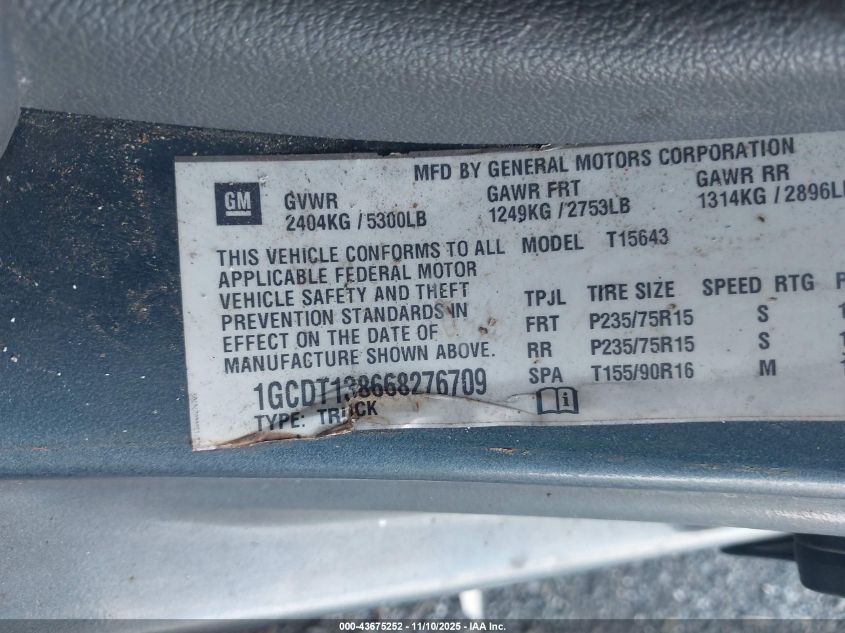 MFD BY GENERAL MOTORS CORPORATION
GM
GVWR GAWR FRT GAWR RR
2404KG / 5300LB 1249KG / 2753LB 1314KG / 2896L
THIS VEHICLE CONFORMS TO ALL MODEL T15643
APPLICABLE FEDERAL MOTOR
VEHICLE SAFETY AND THEFT TPJL TIRE SIZE SPEED RTG
PREVENTION STANDARDS IN FRT P235/75R15 S
EFFECT ON THE DATE OF RR P235/75R15 S
MANUFACTURE SHOWN ABOVE. SPA T155/90R16 M
1GCDT138668276709
TYPE: TRUCK
000-43675252 - 11/10/2025 - IAA, Inc.